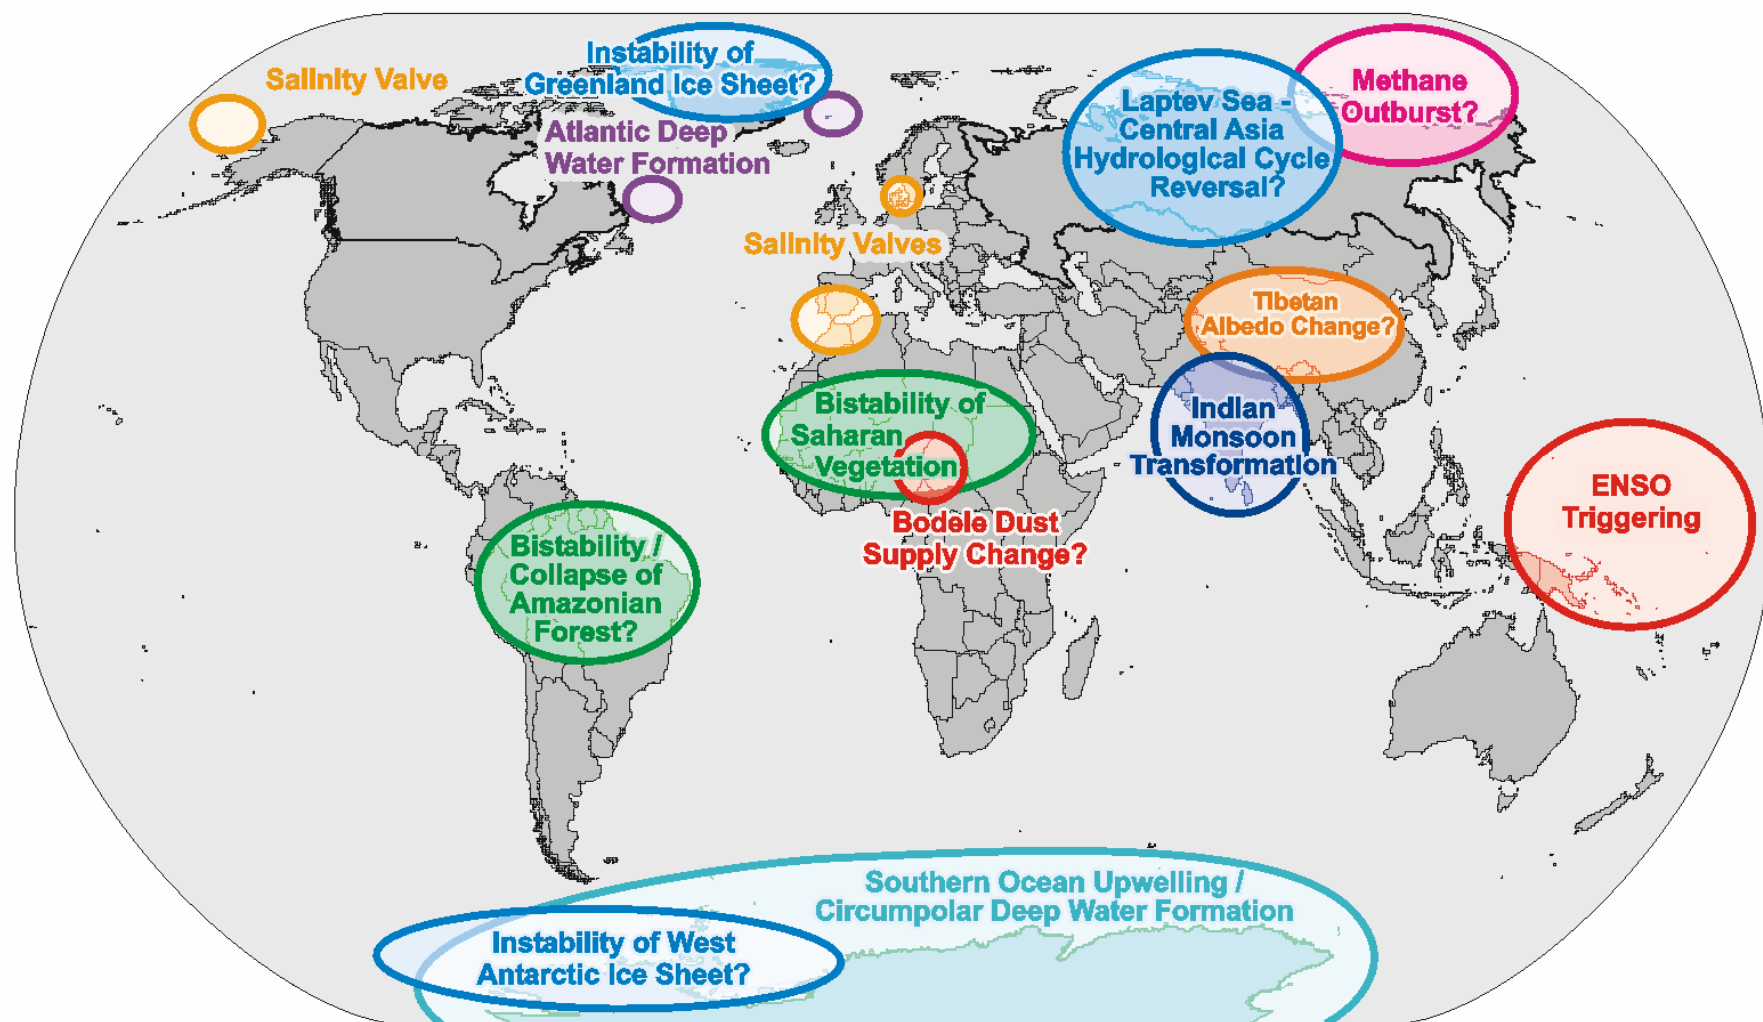 Instability of
Greenland Ice Sheet?
Salinity Valve
Methane
Outburst?
Laptev Sea -
Central Asia
Hydrological Cycle
Reversal?
Atlantic Deep
Water Formation
Salinity Valves
Tibetan
Albedo Change?
Bistability of
Saharan
Vegetation
Indian
Monsoon
Transformation
ENSO
Triggering
Bodele Dust
Supply Change?
Bistability /
Collapse of
Amazonian
Forest?
Southern Ocean Upwelling /
Circumpolar Deep Water Formation
Instability of West
Antarctic Ice Sheet?